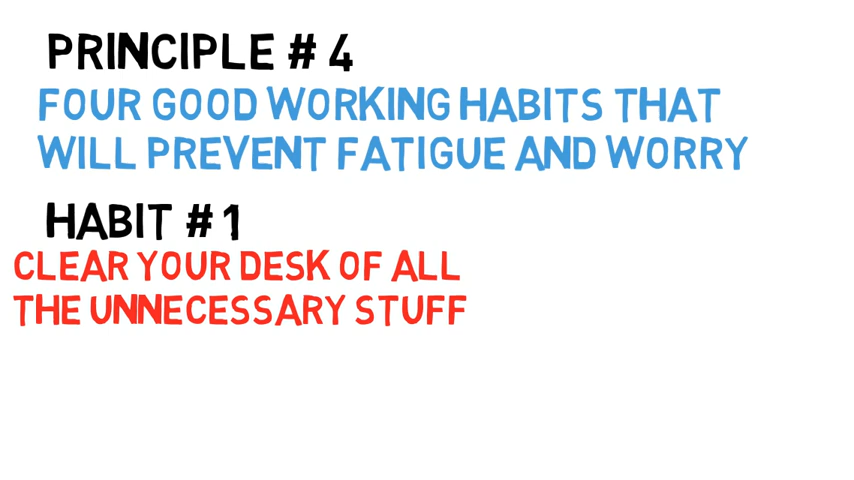 PRINCIPLE # 4
FOUR GOOD WORKING HABITS THAT
WILL PREVENT FATIGUE AND WORRY
HABIT # 1
CLEAR YOUR DESK OF ALL
THE UNNECESSARY STUFF